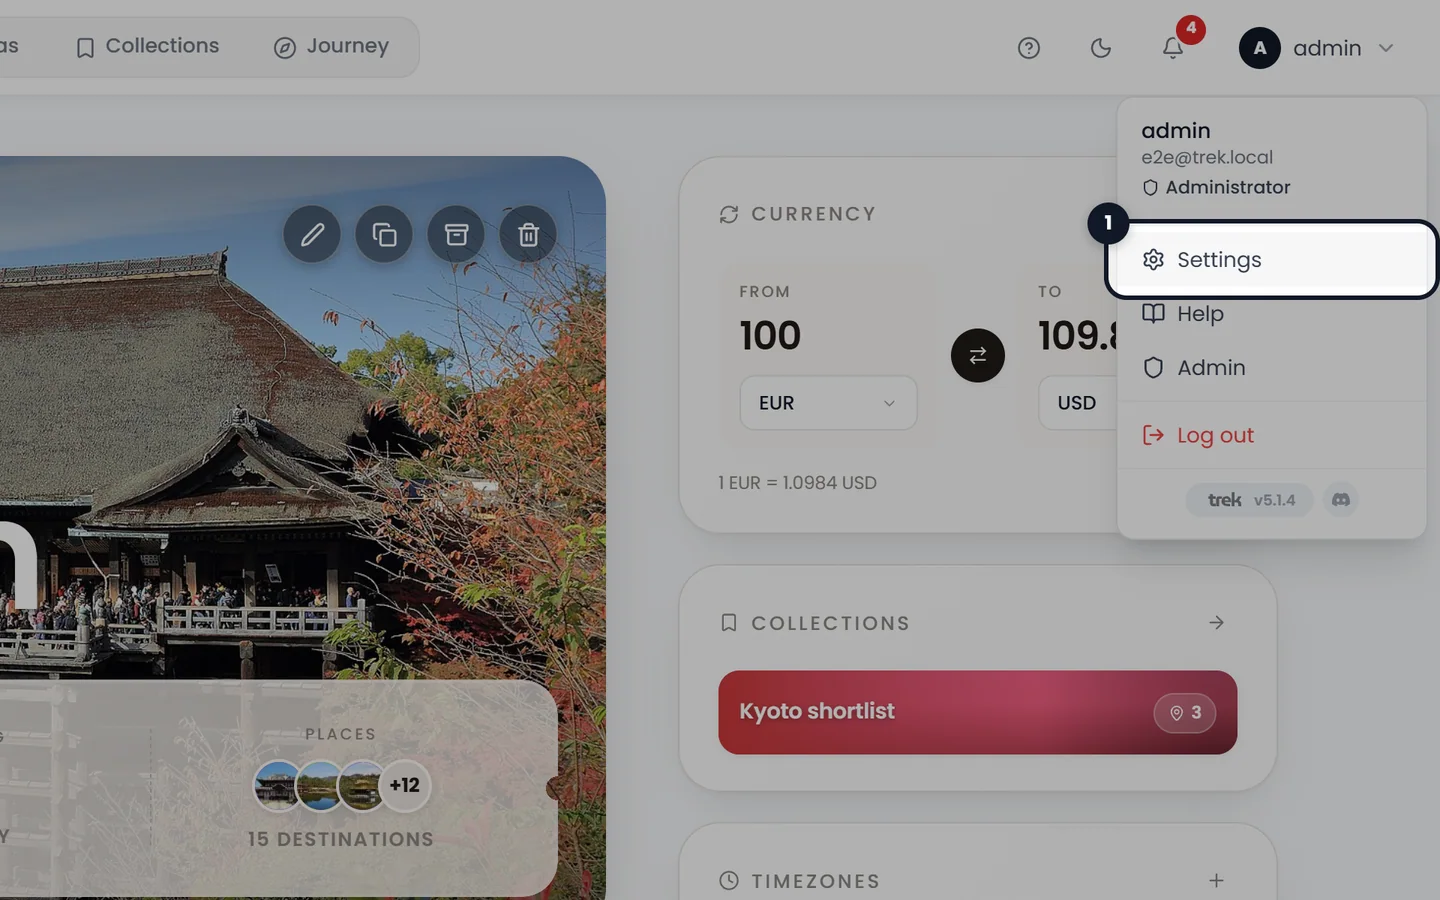 Collections
Journey
4
A
admin
admin
e2e@trek.local
Administrator
1
Settings
Help
Admin
Log out
trek v5.1.4
CURRENCY
FROM
100
EUR
TO
109.8
USD
1 EUR = 1.0984 USD
COLLECTIONS
Kyoto shortlist
3
PLACES
+12
15 DESTINATIONS
TIMEZONES